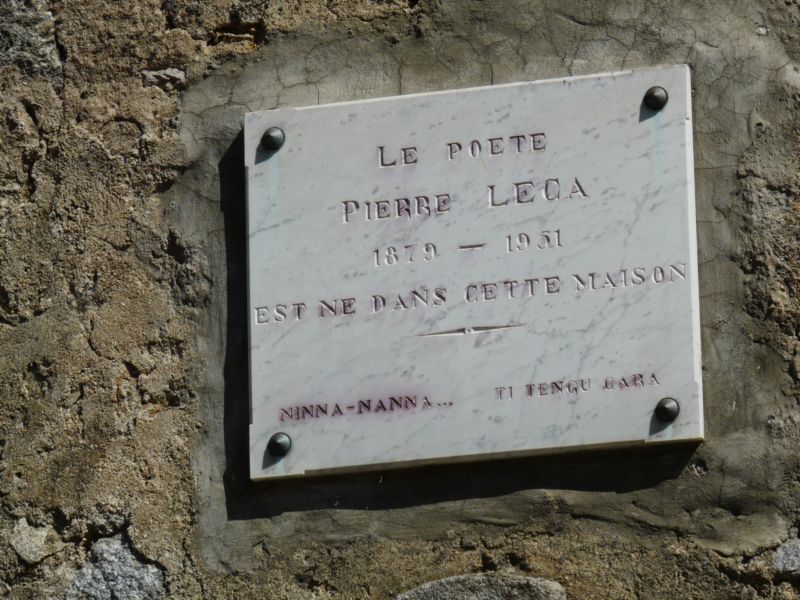 LE POETE
PIERRE LECA
1879 — 1951
EST NE DANS CETTE MAISON
NINNA-NANNA... TI TENGU CARA